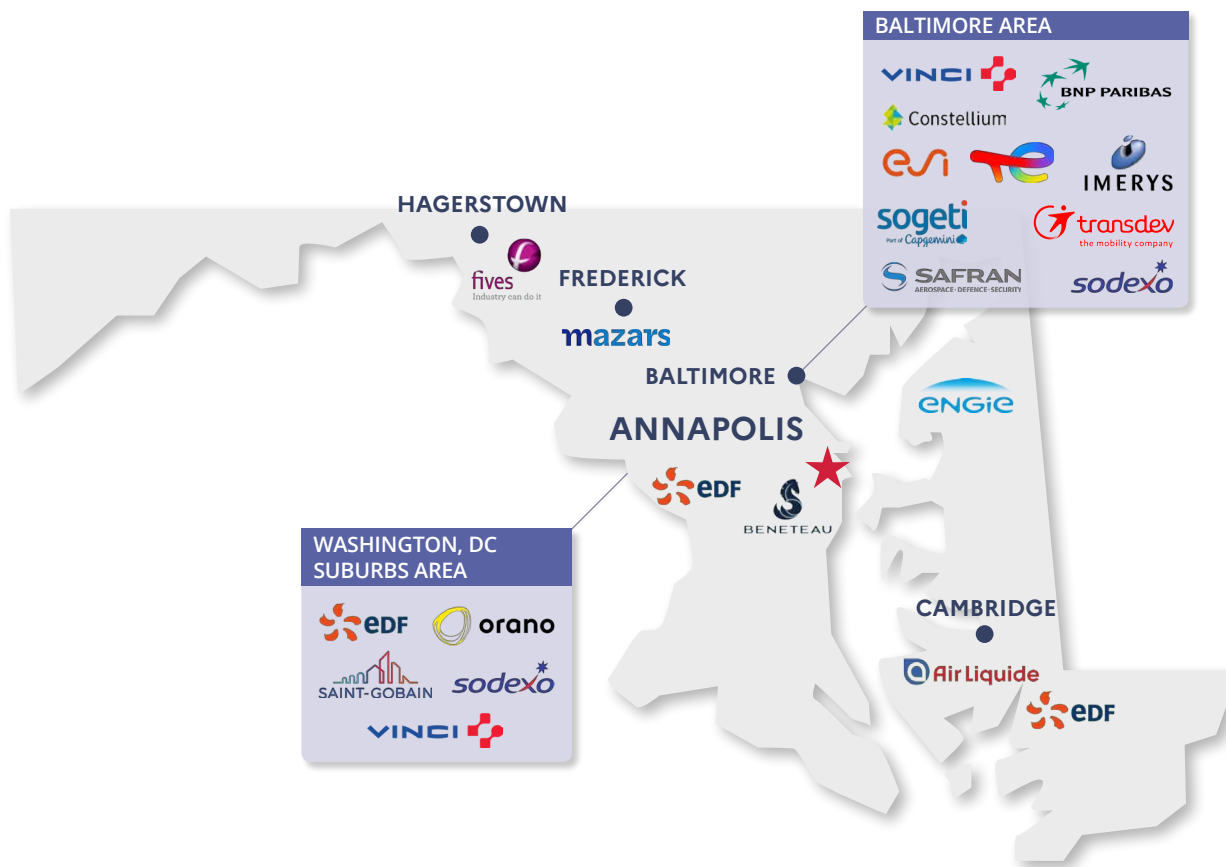 BALTIMORE AREA
VINCI
BNP PARIBAS
Constellium
esi
TE
IMERYS
sogeti
Part of Capgemini
transdev
the mobility company
SAFRAN
AEROSPACE · DEFENCE · SECURITY
sodexo
HAGERSTOWN
fives
Industry can do it
FREDERICK
mazars
BALTIMORE
ENGIE
ANNAPOLIS
eDF
BENETEAU
WASHINGTON, DC
SUBURBS AREA
eDF
orano
SAINT-GOBAIN
sodexo
VINCI
CAMBRIDGE
Air Liquide
eDF